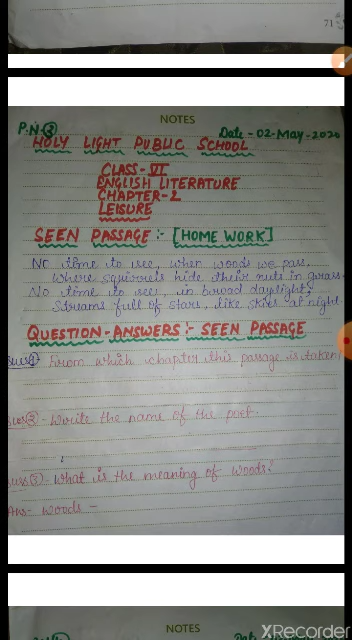 71
NOTES
P.N.②
Date - 02-May-2020
HOLY LIGHT PUBLIC SCHOOL
CLASS-VI
ENGLISH LITERATURE
CHAPTER-2
LEISURE
SEEN PASSAGE:- [HOME WORK]
No time to see, when woods we pass,
Where squirrels hide their nuts in grass.
No time to see, in broad daylight,
Streams full of stars, like skies at night.
QUESTION-ANSWERS:- SEEN PASSAGE
Ques① From which chapter this passage is taken
Ques② - Write the name of the poet.
Ques③ - What is the meaning of woods?
Ans- Woods -
NOTES
XRecorder